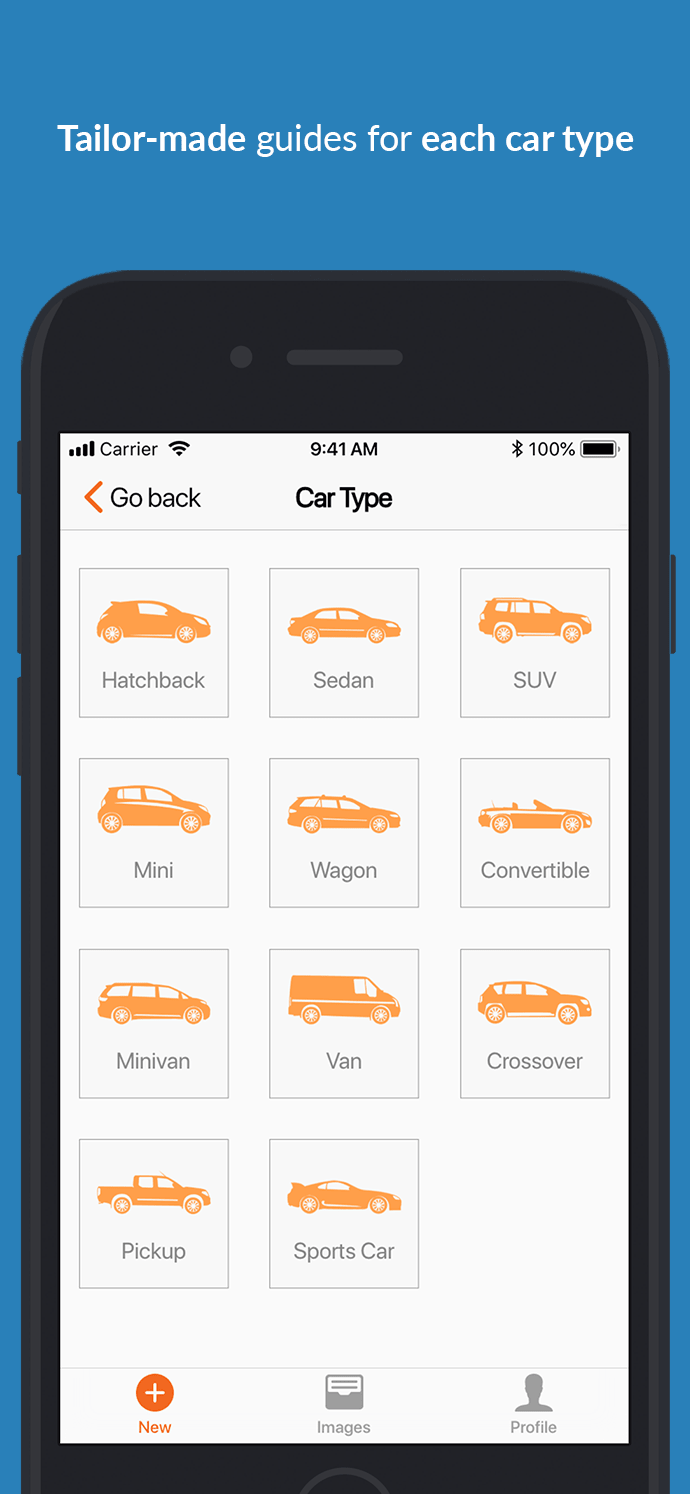 Tailor-made guides for each car type
Carrier 9:41 AM 100%
Go back Car Type
Hatchback Sedan SUV
Mini Wagon Convertible
Minivan Van Crossover
Pickup Sports Car
New Images Profile